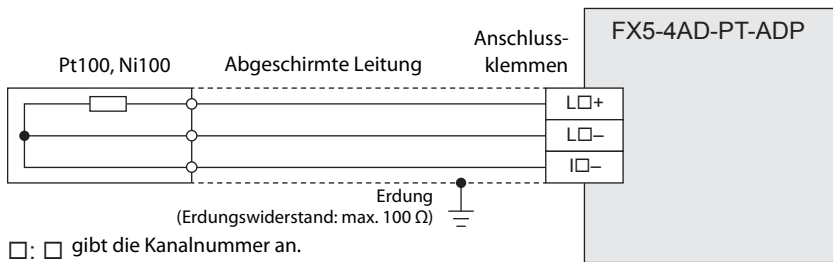 FX5-4AD-PT-ADP
Anschluss-
klemmen
Pt100, Ni100
Abgeschirmte Leitung
L□+
L□–
I□–
Erdung
(Erdungswiderstand: max. 100 Ω)
□: □ gibt die Kanalnummer an.